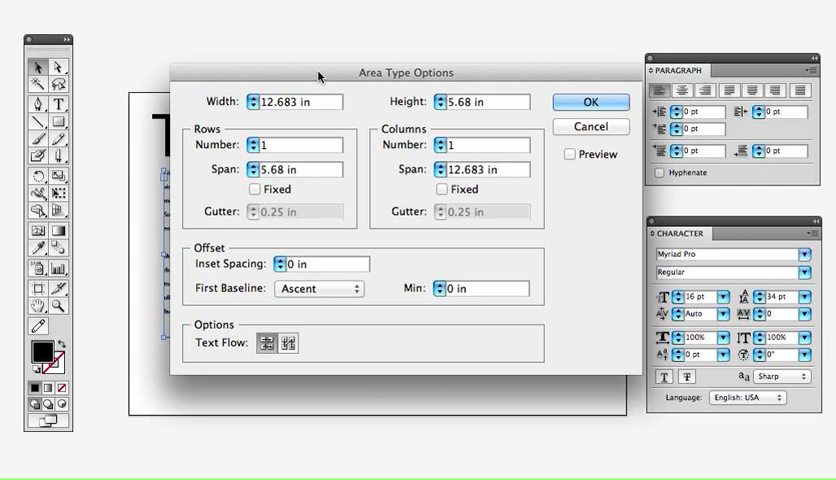 Area Type Options
Width: 12.683 in Height: 5.68 in OK
Cancel
Preview
Rows Columns
Number: 1 Number: 1
Span: 5.68 in Span: 12.683 in
Fixed Fixed
Gutter: 0.25 in Gutter: 0.25 in
Offset
Inset Spacing: 0 in
First Baseline: Ascent Min: 0 in
Options
Text Flow:
PARAGRAPH
0 pt 0 pt
0 pt
0 pt 0 pt
Hyphenate
CHARACTER
Myriad Pro
Regular
16 pt 34 pt
Auto 0
100% 100%
0 pt 0°
Sharp
Language: English: USA